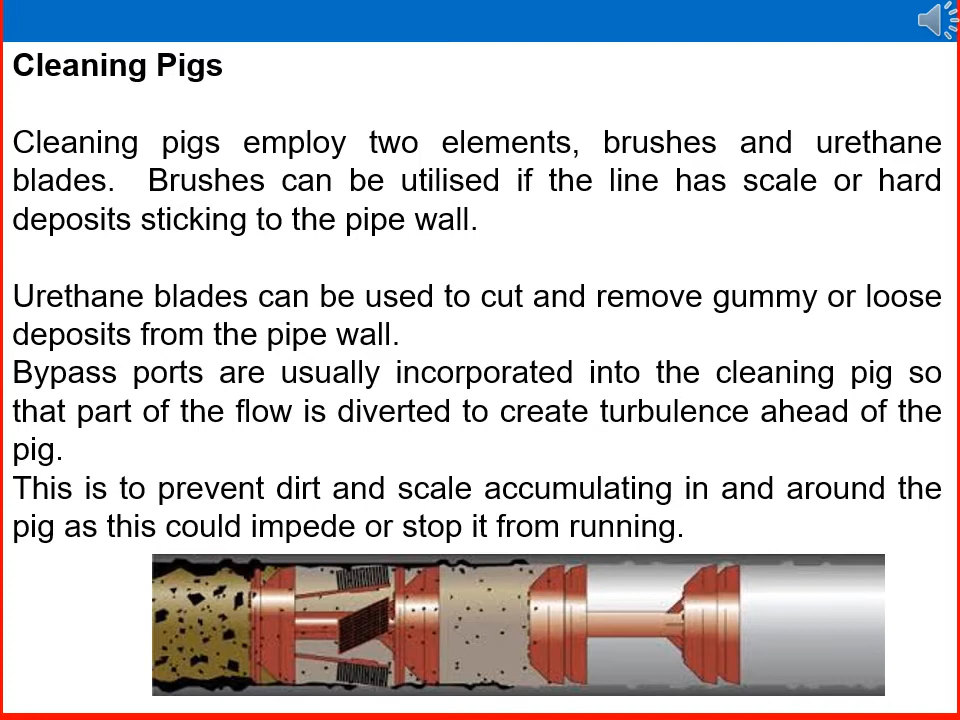 Cleaning Pigs
Cleaning pigs employ two elements, brushes and urethane
blades. Brushes can be utilised if the line has scale or hard
deposits sticking to the pipe wall.
Urethane blades can be used to cut and remove gummy or loose
deposits from the pipe wall.
Bypass ports are usually incorporated into the cleaning pig so
that part of the flow is diverted to create turbulence ahead of the
pig.
This is to prevent dirt and scale accumulating in and around the
pig as this could impede or stop it from running.